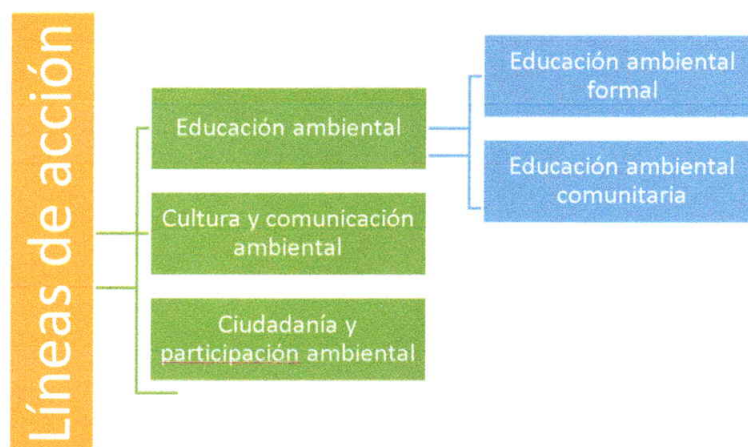 Líneas de acción
Educación ambiental
Cultura y comunicación
ambiental
Ciudadanía y
participación ambiental
Educación ambiental
formal
Educación ambiental
comunitaria